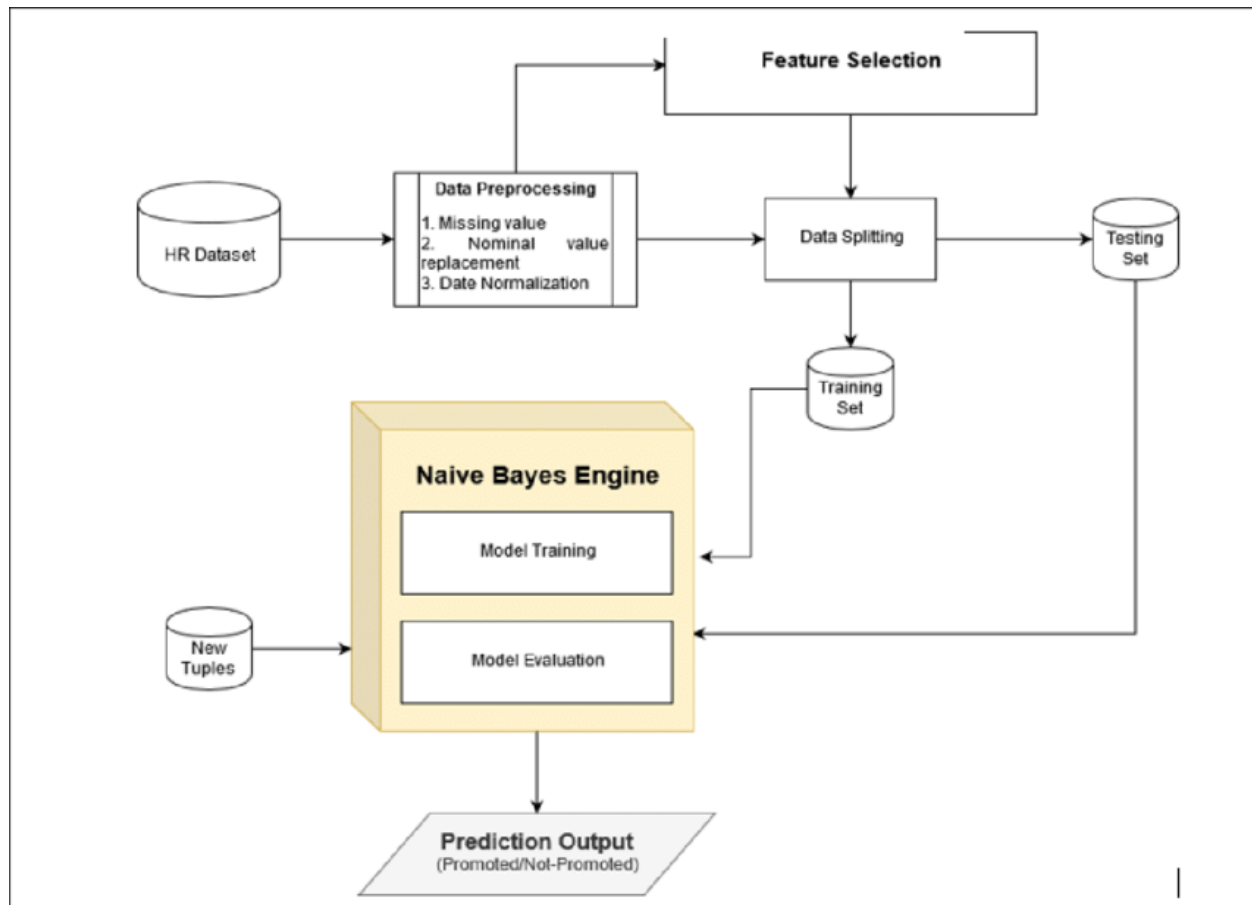 Feature Selection
Data Preprocessing
1. Missing value
2. Nominal value
replacement
3. Date Normalization
HR Dataset
Data Splitting
Testing
Set
Training
Set
Naive Bayes Engine
Model Training
Model Evaluation
New
Tuples
Prediction Output
(Promoted/Not-Promoted)